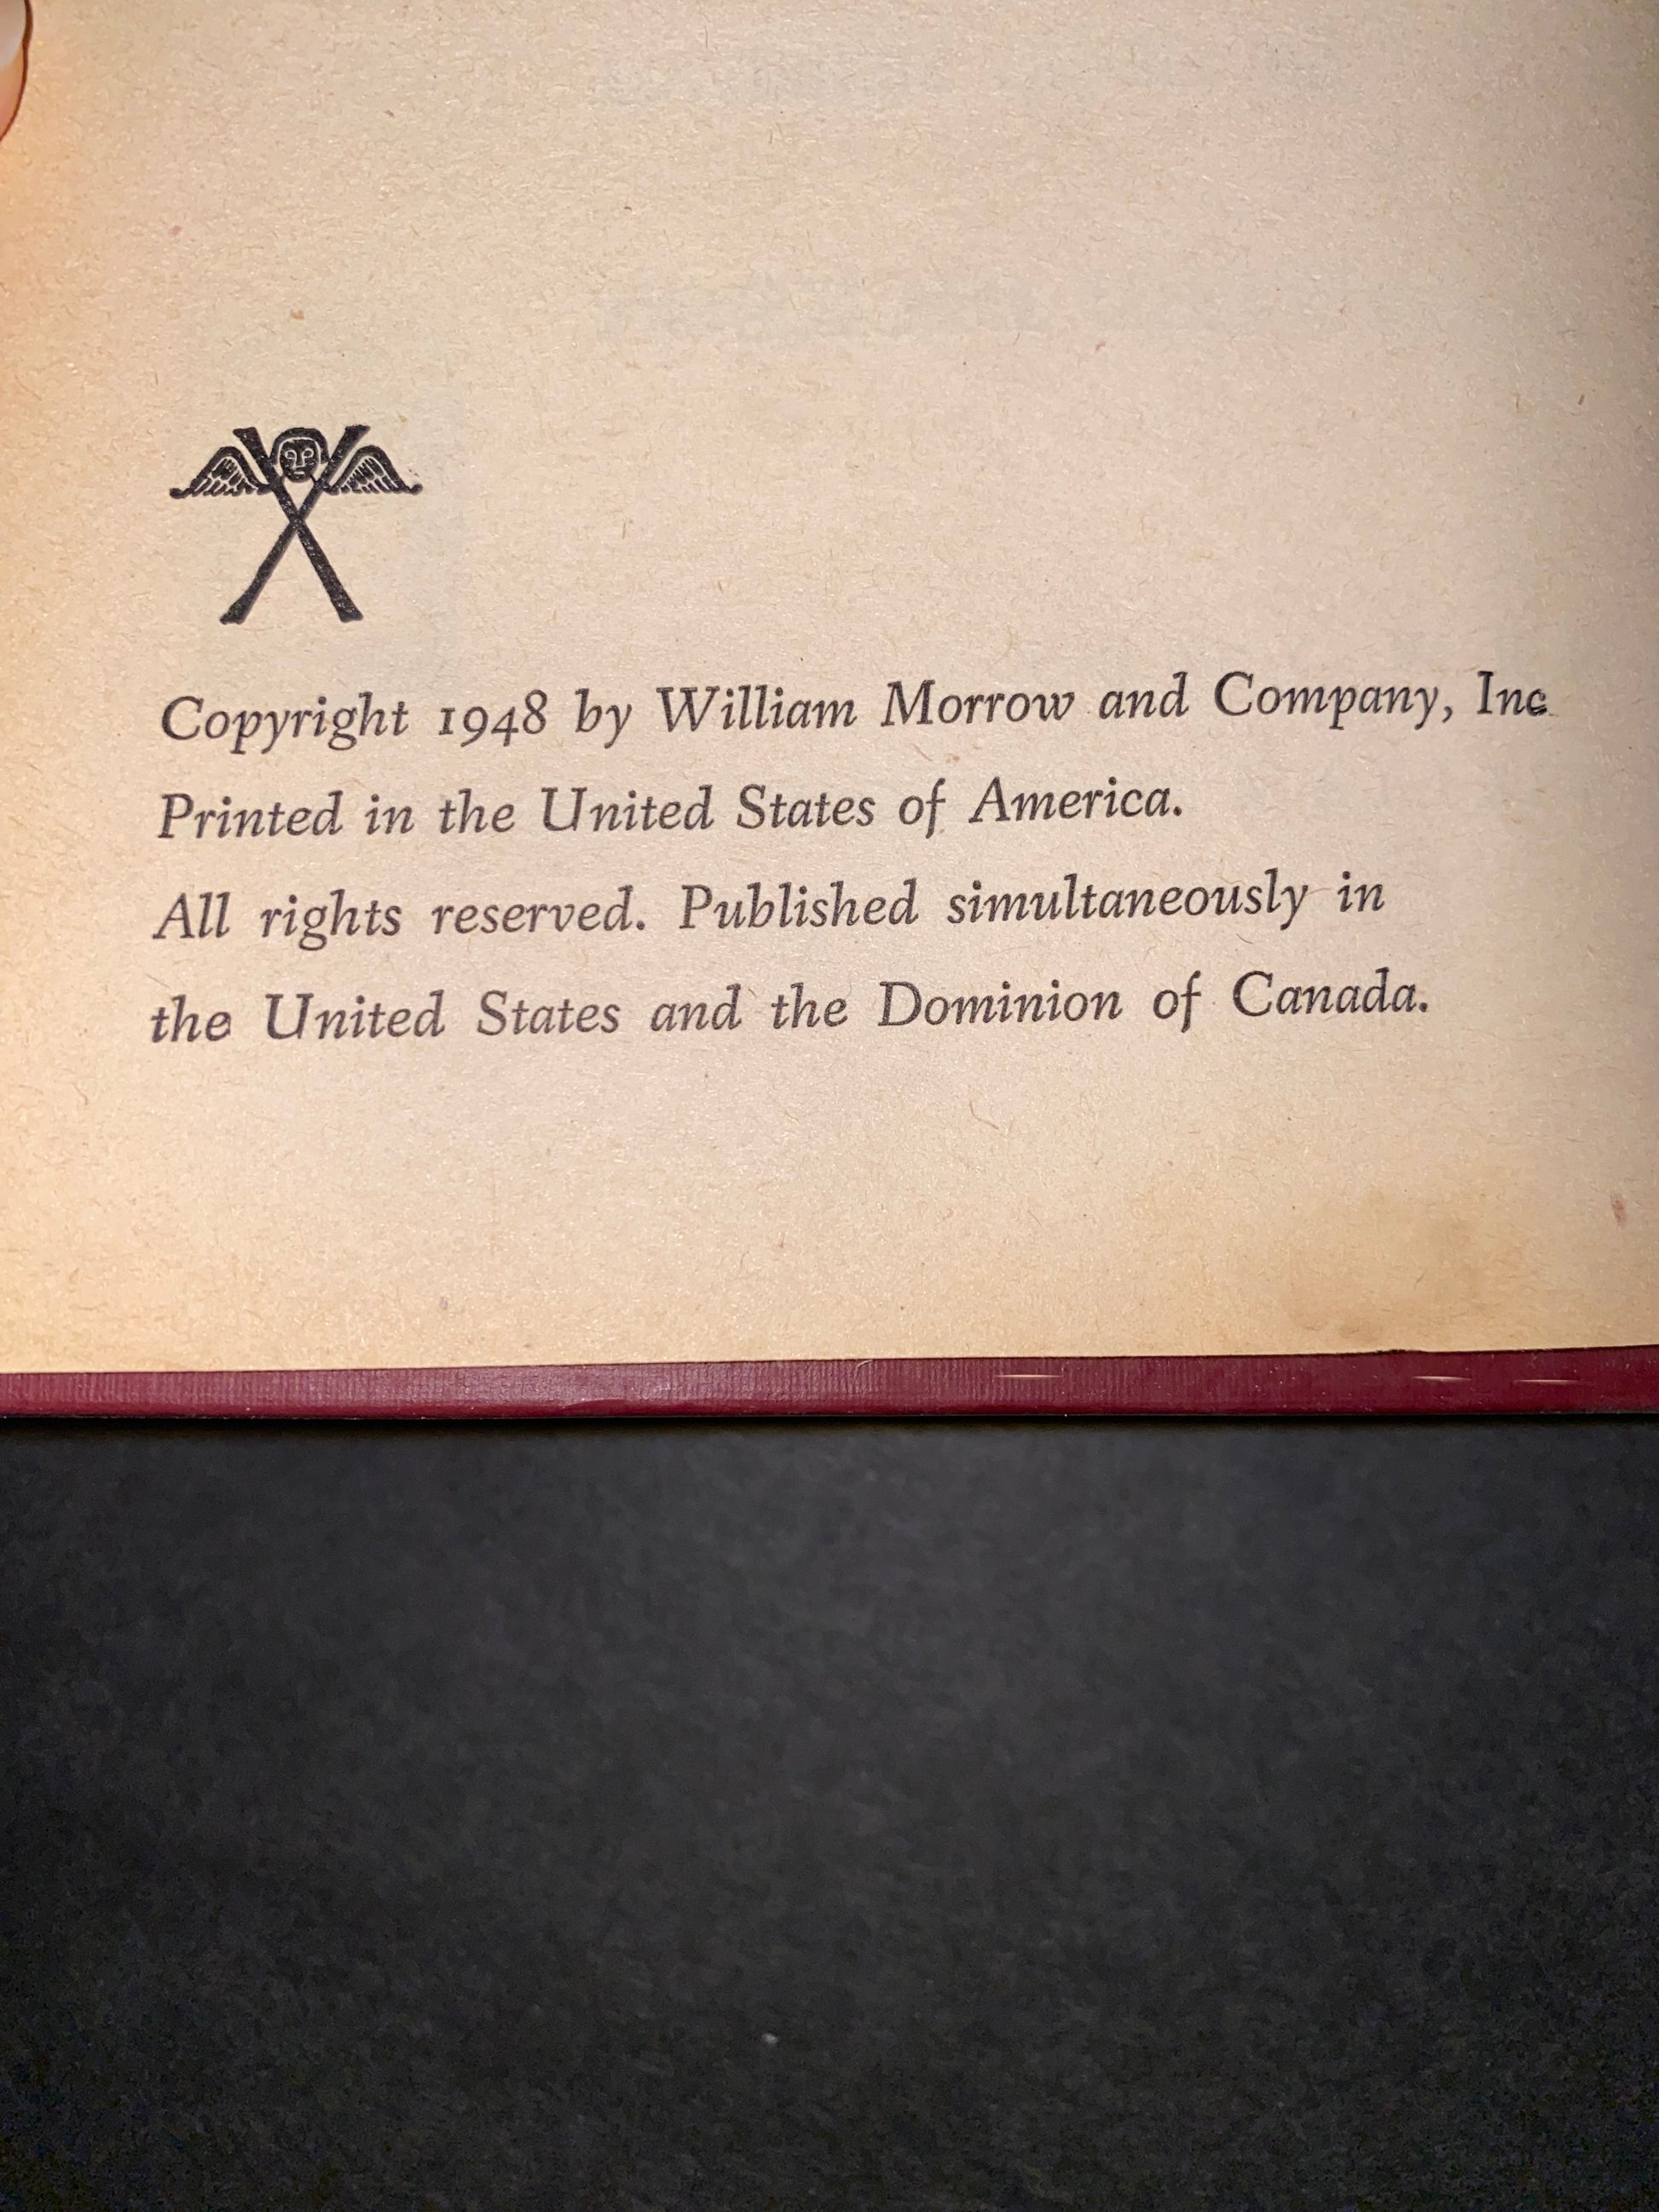 Copyright 1948 by William Morrow and Company, Inc.
Printed in the United States of America.
All rights reserved. Published simultaneously in
the United States and the Dominion of Canada.